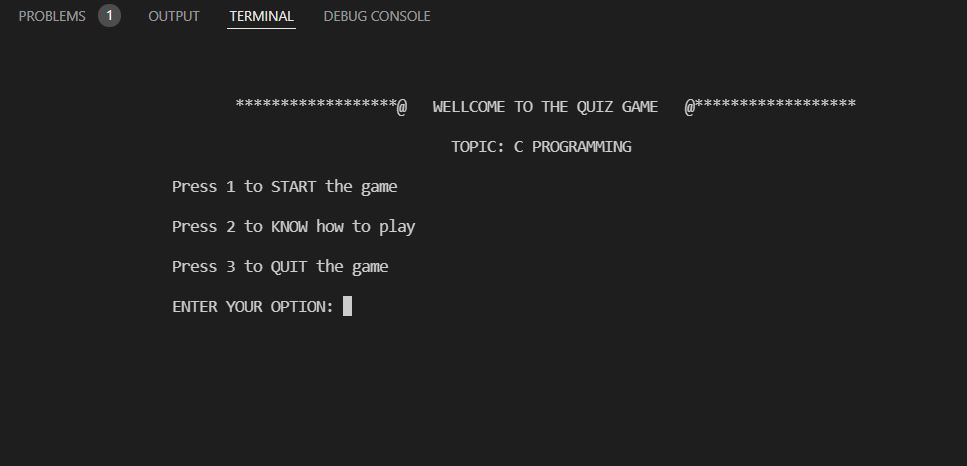 PROBLEMS 1 OUTPUT TERMINAL DEBUG CONSOLE
******************@ WELLCOME TO THE QUIZ GAME @******************
TOPIC: C PROGRAMMING
Press 1 to START the game
Press 2 to KNOW how to play
Press 3 to QUIT the game
ENTER YOUR OPTION: